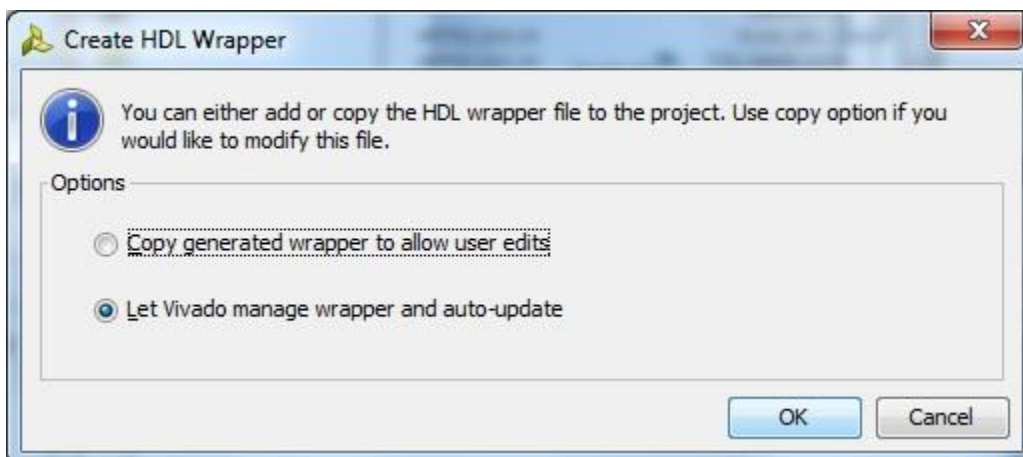 Create HDL Wrapper
You can either add or copy the HDL wrapper file to the project. Use copy option if you
would like to modify this file.
Options
Copy generated wrapper to allow user edits
Let Vivado manage wrapper and auto-update
OK
Cancel